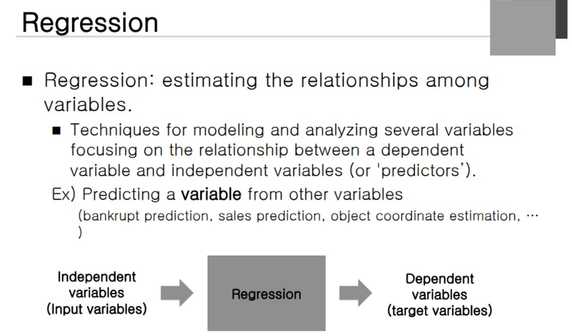 Regression
Regression: estimating the relationships among
variables.
Techniques for modeling and analyzing several variables
focusing on the relationship between a dependent
variable and independent variables (or 'predictors').
Ex) Predicting a variable from other variables
(bankrupt prediction, sales prediction, object coordinate estimation, …
)
Independent
variables
(Input variables)
Regression
Dependent
variables
(target variables)